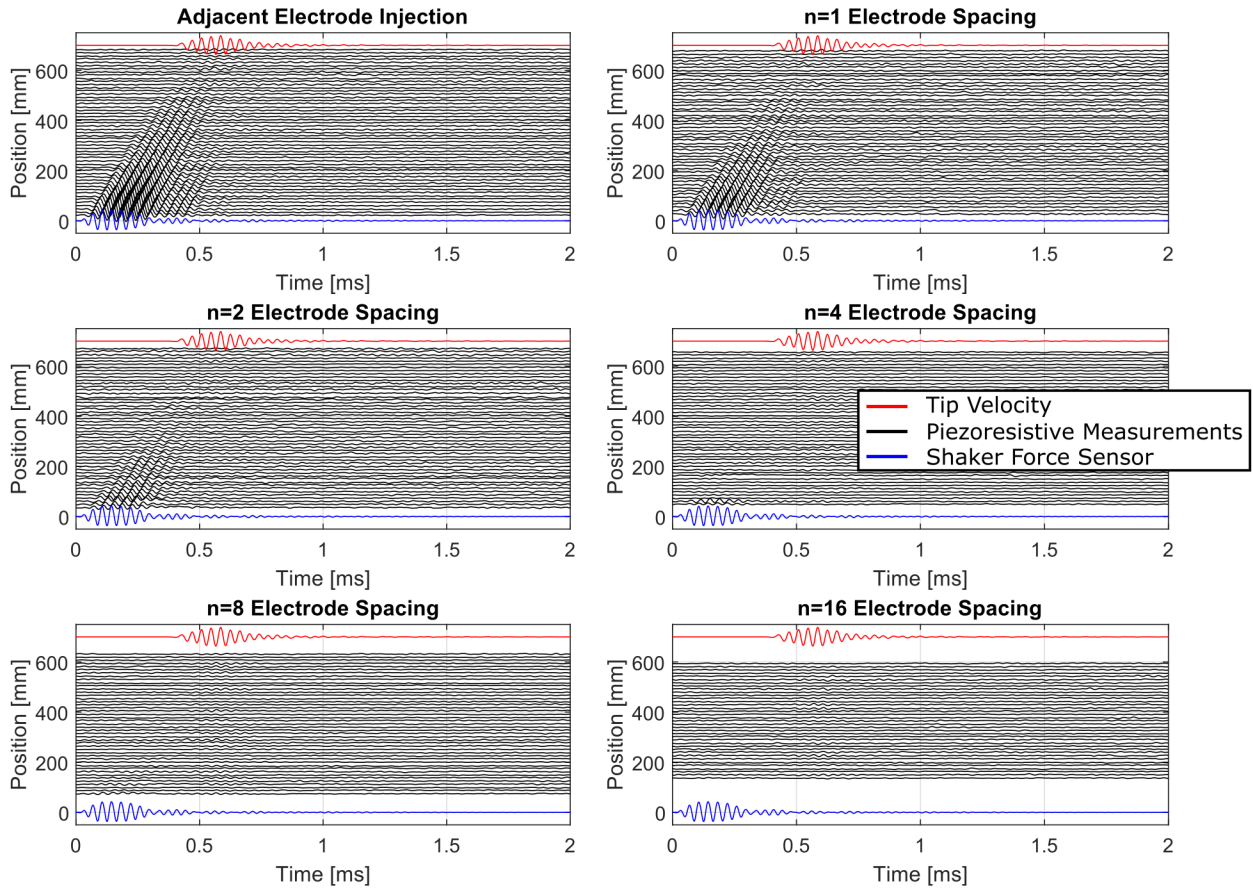 Adjacent Electrode Injection
n=1 Electrode Spacing
Position [mm]
600
400
200
0
0 0.5 1 1.5 2
Time [ms]
Position [mm]
600
400
200
0
0 0.5 1 1.5 2
Time [ms]
n=2 Electrode Spacing
n=4 Electrode Spacing
Position [mm]
600
400
200
0
0 0.5 1 1.5 2
Time [ms]
Position [mm]
600
400
200
0
0 0.5 1 1.5 2
Time [ms]
Tip Velocity
Piezoresistive Measurements
Shaker Force Sensor
n=8 Electrode Spacing
n=16 Electrode Spacing
Position [mm]
600
400
200
0
0 0.5 1 1.5 2
Time [ms]
Position [mm]
600
400
200
0
0 0.5 1 1.5 2
Time [ms]